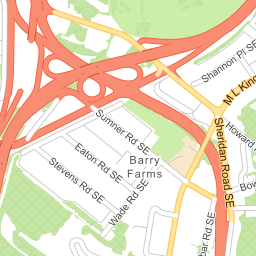 Shannon Pl SE
M L King
Sumner Rd SE
Howard
Sheridan Road SE
Eaton Rd SE
Barry
Farms
Stevens Rd SE
Wade Rd SE
Bow
bar Rd SE